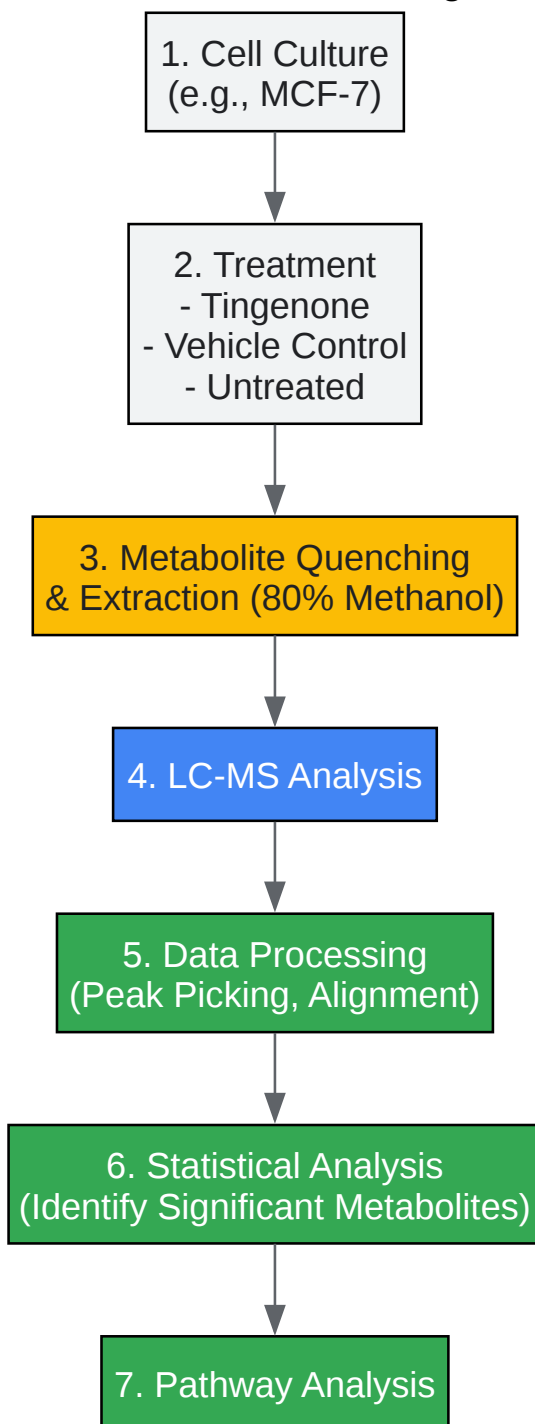 1. Cell Culture
(e.g., MCF-7)
2. Treatment
- Tingenone
- Vehicle Control
- Untreated
3. Metabolite Quenching
& Extraction (80% Methanol)
4. LC-MS Analysis
5. Data Processing
(Peak Picking, Alignment)
6. Statistical Analysis
(Identify Significant Metabolites)
7. Pathway Analysis